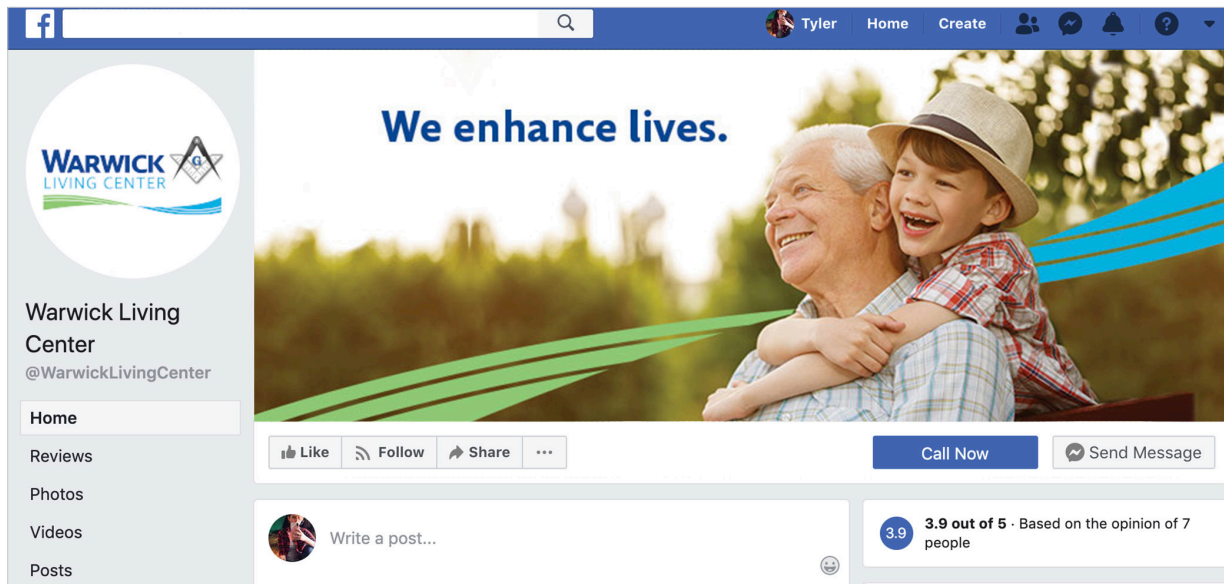 f
Tyler Home Create
We enhance lives.
WARWICK
LIVING CENTER
G
Warwick Living
Center
@WarwickLivingCenter
Home
Reviews
Photos
Videos
Posts
Like Follow Share ...
Call Now Send Message
Write a post...
3.9
3.9 out of 5 · Based on the opinion of 7
people